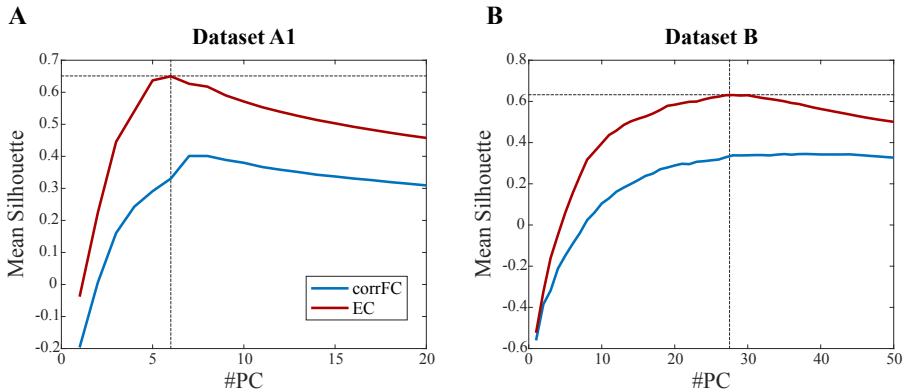 A
Dataset A1
0.7
0.6
0.5
0.4
0.3
0.2
0.1
0
-0.1
-0.2
0 5 10 15 20
Mean Silhouette
#PC
corrFC
EC
B
Dataset B
0.6
0.4
0.2
0
-0.2
-0.4
-0.6
0 10 20 30 40 50
Mean Silhouette
#PC